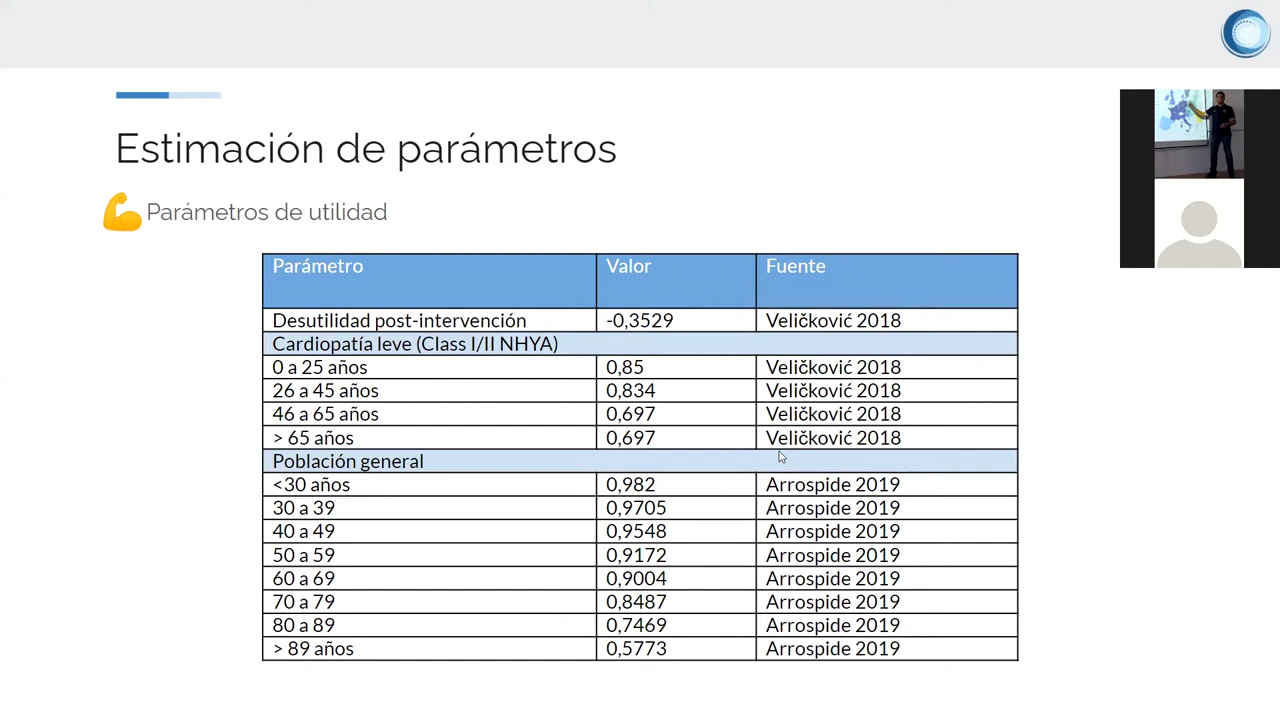 Estimación de parámetros
Parámetros de utilidad
Parámetro Valor Fuente
Desutilidad post-intervención -0,3529 Veličković 2018
Cardiopatía leve (Class I/II NHYA)
0 a 25 años 0,85 Veličković 2018
26 a 45 años 0,834 Veličković 2018
46 a 65 años 0,697 Veličković 2018
> 65 años 0,697 Veličković 2018
Población general
<30 años 0,982 Arrospide 2019
30 a 39 0,9705 Arrospide 2019
40 a 49 0,9548 Arrospide 2019
50 a 59 0,9172 Arrospide 2019
60 a 69 0,9004 Arrospide 2019
70 a 79 0,8487 Arrospide 2019
80 a 89 0,7469 Arrospide 2019
> 89 años 0,5773 Arrospide 2019